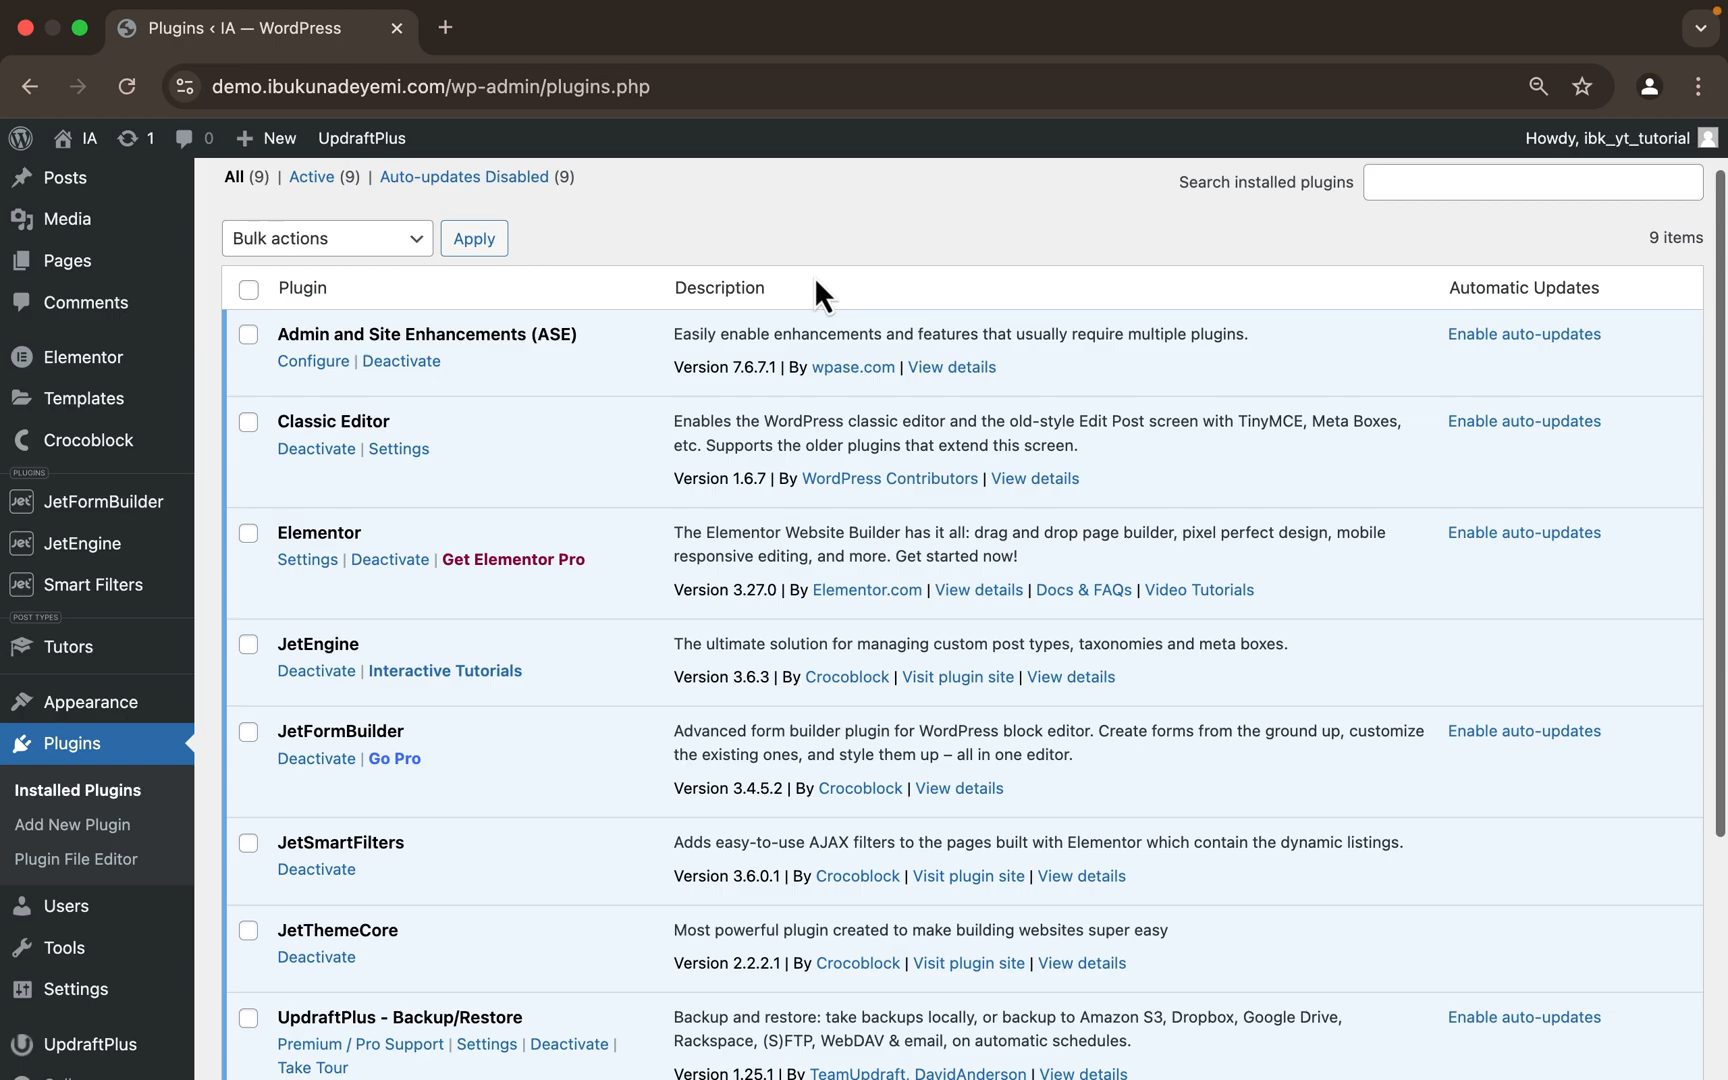 Plugins ‹ IA — WordPress
demo.ibukunadeyemi.com/wp-admin/plugins.php
IA 1 0 New UpdraftPlus Howdy, ibk_yt_tutorial
Posts
Media
Pages
Comments
Elementor
Templates
Crocoblock
PLUGINS
Jet JetFormBuilder
Jet JetEngine
Jet Smart Filters
POST TYPES
Tutors
Appearance
Plugins
Installed Plugins
Add New Plugin
Plugin File Editor
Users
Tools
Settings
UpdraftPlus
All (9) | Active (9) | Auto-updates Disabled (9)
Search installed plugins
Bulk actions Apply 9 items
Plugin Description Automatic Updates
Admin and Site Enhancements (ASE) Easily enable enhancements and features that usually require multiple plugins. Enable auto-updates
Configure | Deactivate Version 7.6.7.1 | By wpase.com | View details
Classic Editor Enables the WordPress classic editor and the old-style Edit Post screen with TinyMCE, Meta Boxes, Enable auto-updates
Deactivate | Settings etc. Supports the older plugins that extend this screen.
Version 1.6.7 | By WordPress Contributors | View details
Elementor The Elementor Website Builder has it all: drag and drop page builder, pixel perfect design, mobile Enable auto-updates
Settings | Deactivate | Get Elementor Pro responsive editing, and more. Get started now!
Version 3.27.0 | By Elementor.com | View details | Docs & FAQs | Video Tutorials
JetEngine The ultimate solution for managing custom post types, taxonomies and meta boxes.
Deactivate | Interactive Tutorials Version 3.6.3 | By Crocoblock | Visit plugin site | View details
JetFormBuilder Advanced form builder plugin for WordPress block editor. Create forms from the ground up, customize Enable auto-updates
Deactivate | Go Pro the existing ones, and style them up – all in one editor.
Version 3.4.5.2 | By Crocoblock | View details
JetSmartFilters Adds easy-to-use AJAX filters to the pages built with Elementor which contain the dynamic listings.
Deactivate Version 3.6.0.1 | By Crocoblock | Visit plugin site | View details
JetThemeCore Most powerful plugin created to make building websites super easy
Deactivate Version 2.2.2.1 | By Crocoblock | Visit plugin site | View details
UpdraftPlus - Backup/Restore Backup and restore: take backups locally, or backup to Amazon S3, Dropbox, Google Drive, Enable auto-updates
Premium / Pro Support | Settings | Deactivate | Rackspace, (S)FTP, WebDAV & email, on automatic schedules.
Take Tour Version 1.25.1 | By TeamUpdraft, DavidAnderson | View details